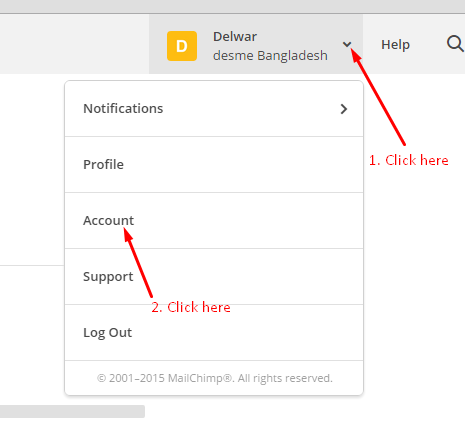 D
Delwar
desme Bangladesh
Help
Notifications
1. Click here
Profile
Account
Support
2. Click here
Log Out
© 2001–2015 MailChimp®. All rights reserved.